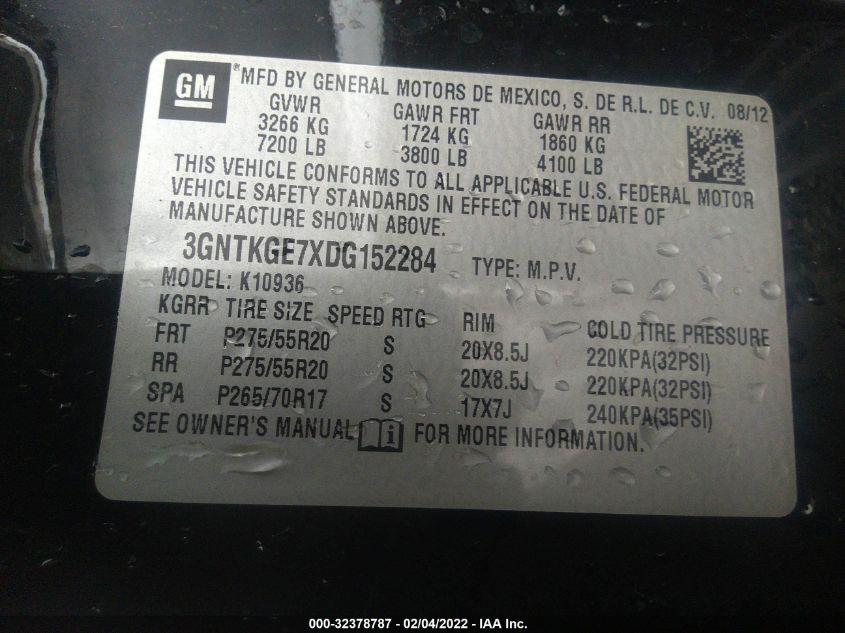 GM
*MFD BY GENERAL MOTORS DE MEXICO, S. DE R.L. DE C.V. 08/12
GVWR GAWR FRT GAWR RR
3266 KG 1724 KG 1860 KG
7200 LB 3800 LB 4100 LB
THIS VEHICLE CONFORMS TO ALL APPLICABLE U.S. FEDERAL MOTOR
VEHICLE SAFETY STANDARDS IN EFFECT ON THE DATE OF
MANUFACTURE SHOWN ABOVE.
3GNTKGE7XDG152284 TYPE: M.P.V.
MODEL: K10936
KGRR TIRE SIZE SPEED RTG RIM COLD TIRE PRESSURE
FRT P275/55R20 S 20X8.5J 220KPA(32PSI)
RR P275/55R20 S 20X8.5J 220KPA(32PSI)
SPA P265/70R17 S 17X7J 240KPA(35PSI)
SEE OWNER'S MANUAL i FOR MORE INFORMATION.
000-32378787 - 02/04/2022 - IAA Inc.